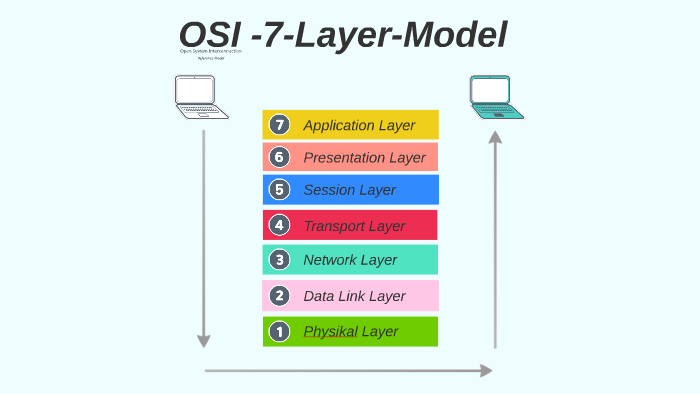 OSI -7-Layer-Model
Open System Interconnection
Reference Model
7 Application Layer
6 Presentation Layer
5 Session Layer
4 Transport Layer
3 Network Layer
2 Data Link Layer
1 Physikal Layer